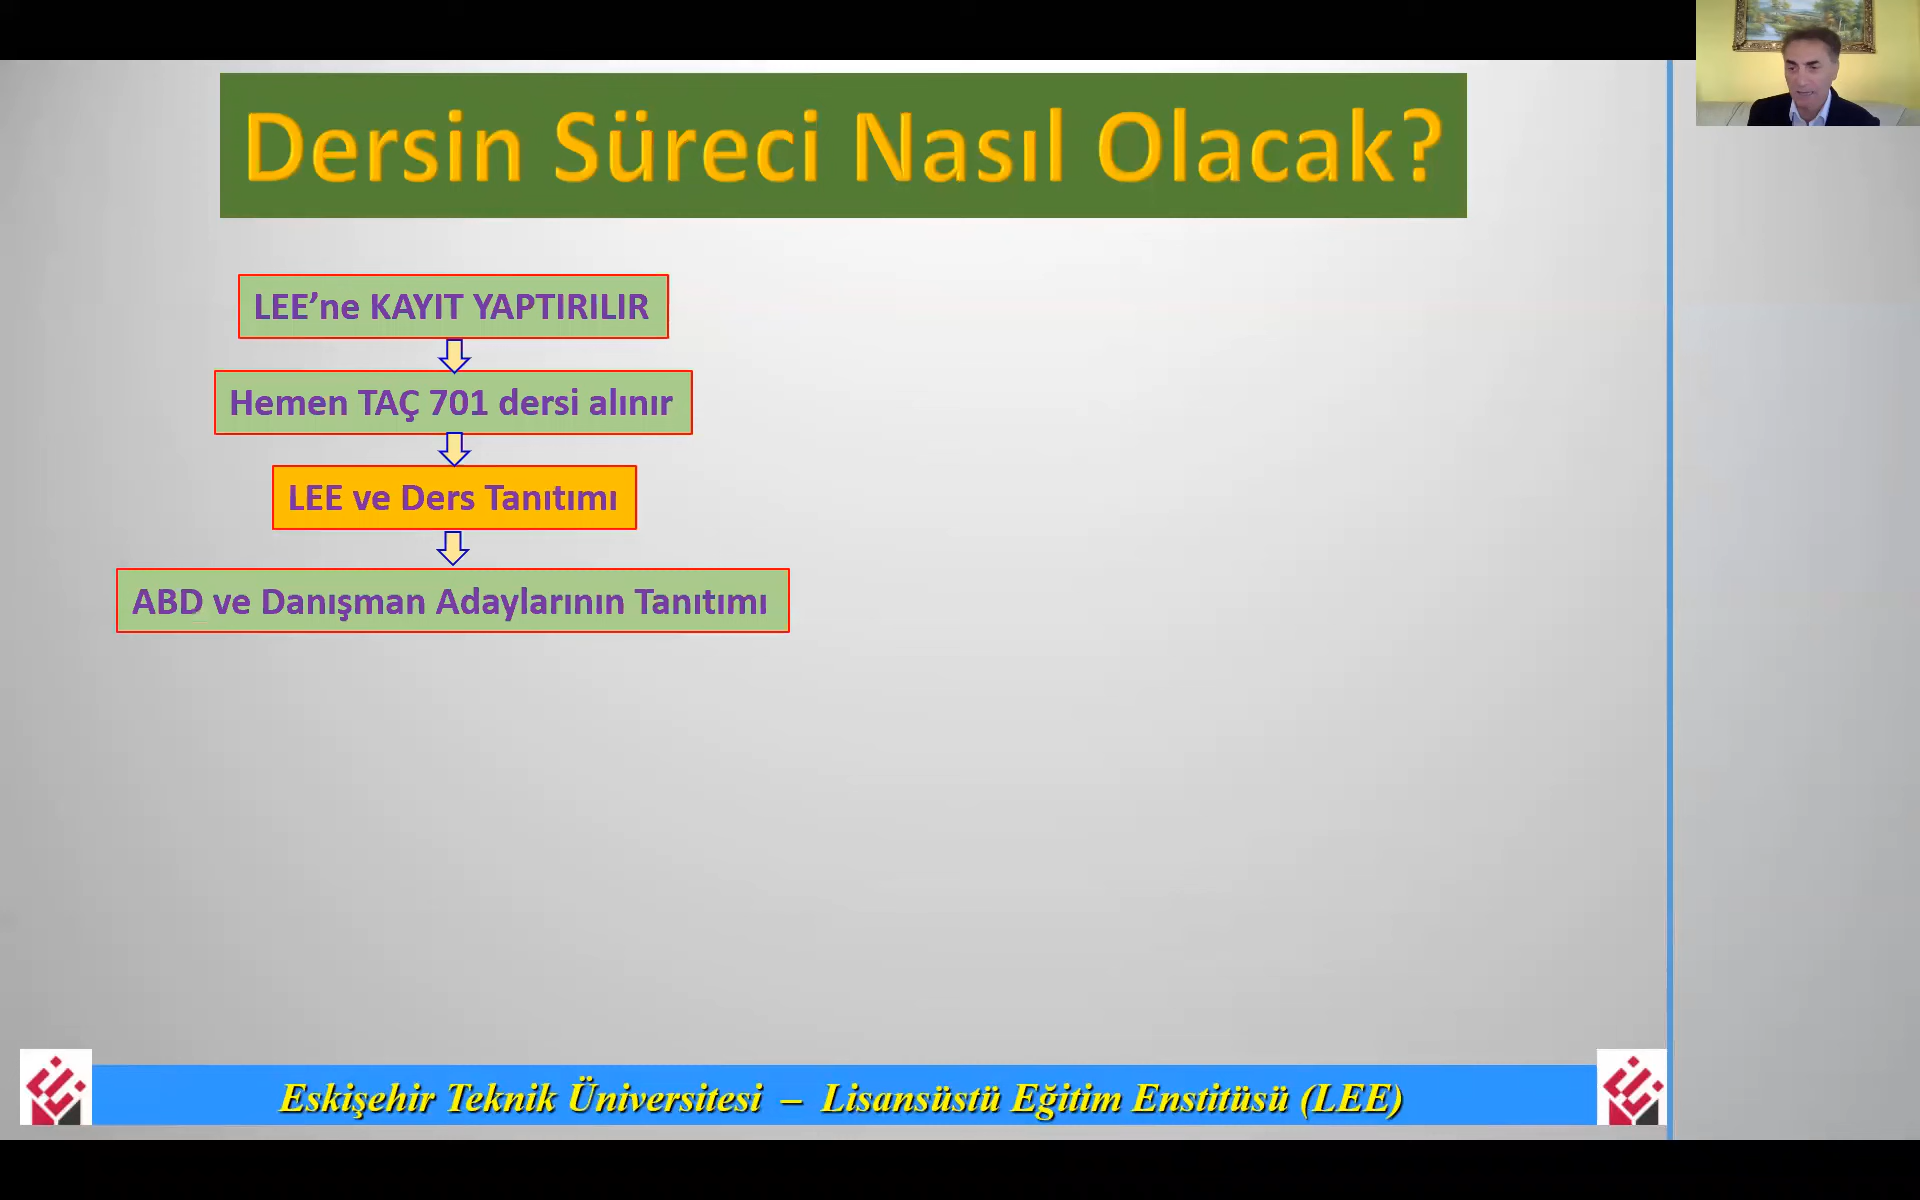 Dersin Süreci Nasıl Olacak?
LEE’ne KAYIT YAPTIRILIR
Hemen TAÇ 701 dersi alınır
LEE ve Ders Tanıtımı
ABD ve Danışman Adaylarının Tanıtımı
Eskişehir Teknik Üniversitesi – Lisansüstü Eğitim Enstitüsü (LEE)